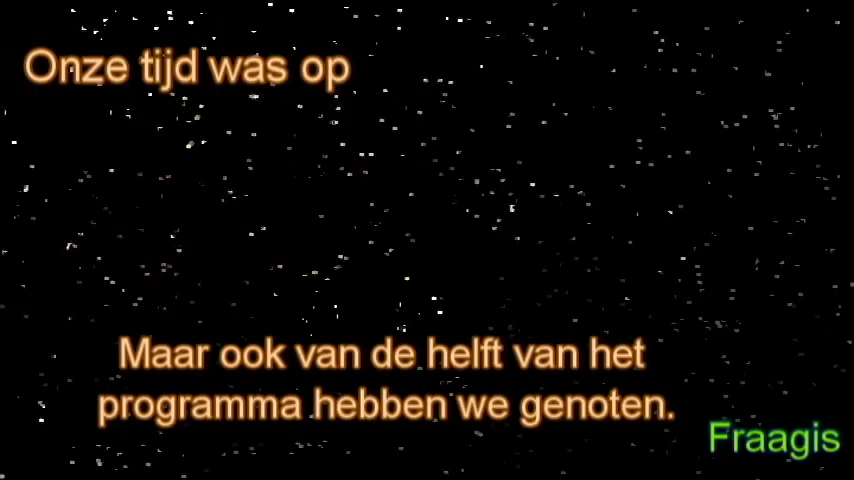 Onze tijd was op
Maar ook van de helft van het
programma hebben we genoten.
Fraagis